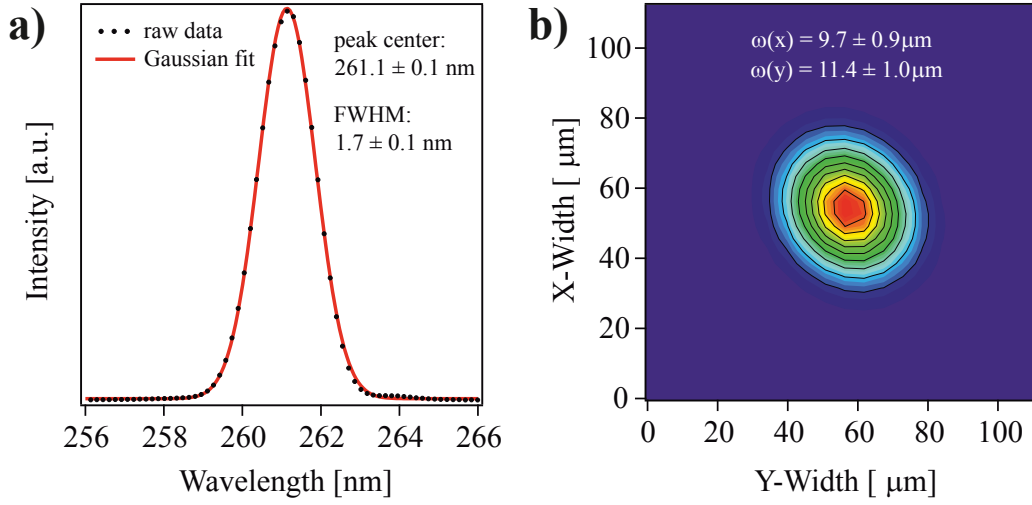 a)
raw data
Gaussian fit
peak center:
261.1 ± 0.1 nm
FWHM:
1.7 ± 0.1 nm
Intensity [a.u.]
256 258 260 262 264 266
Wavelength [nm]
b)
ω(x) = 9.7 ± 0.9μm
ω(y) = 11.4 ± 1.0μm
X-Width [ μm]
100
80
60
40
20
0
0 20 40 60 80 100
Y-Width [ μm]